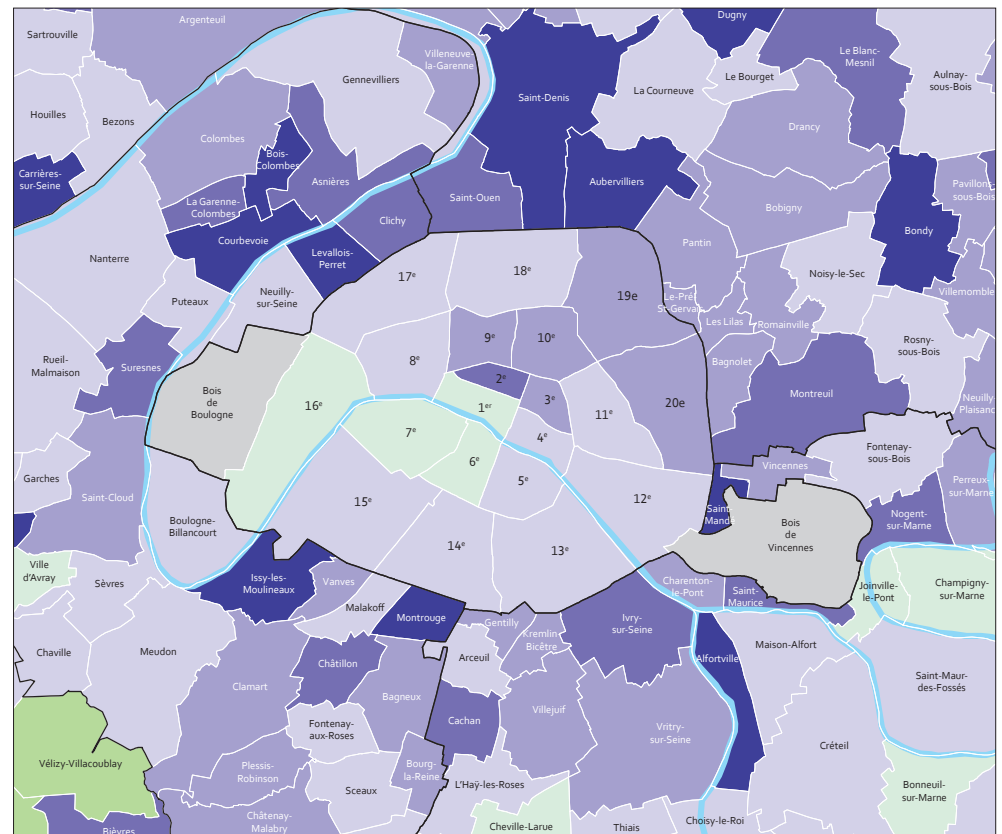 Argenteuil
Dugny
Sartrouville
Villeneuve-
la-Garenne
Le Blanc-
Mesnil
Gennevilliers
Le Bourget
Aulnay-
sous-Bois
Saint-Denis
La Courneuve
Houilles
Bezons
Drancy
Colombes
Bois-
Colombes
Carrières-
sur-Seine
Asnières
Aubervilliers
Pavillons-
sous-Bois
Saint-Ouen
La Garenne-
Colombes
Bobigny
Clichy
Bondy
Courbevoie
Pantin
Levallois-
Perret
Nanterre
17e
18e
Noisy-le-Sec
Neuilly-
sur-Seine
Puteaux
19e
Le-Pré
St-Gervais
Villemomble
Les Lilas
Romainville
9e
10e
Rosny-
sous-Bois
Rueil-
Malmaison
Suresnes
8e
Bagnolet
2e
Bois
de
Boulogne
Montreuil
16e
1er
3e
11e
20e
Neuilly
Plaisance
7e
4e
Fontenay-
sous-Bois
6e
Vincennes
Garches
5e
Perreux-
sur-Marne
Saint-Cloud
15e
12e
Saint-
Mandé
Nogent-
sur-Marne
Boulogne-
Billancourt
Bois
de
Vincennes
14e
13e
Ville
d'Avray
Sèvres
Issy-les-
Moulineaux
Vanves
Charenton-
le-Pont
Saint-
Maurice
Joinville-
le-Pont
Champigny-
sur-Marne
Malakoff
Montrouge
Gentilly
Kremlin-
Bicêtre
Ivry-
sur-Seine
Maison-Alfort
Chaville
Meudon
Châtillon
Arceuil
Alfortville
Saint-Maur-
des-Fossés
Clamart
Bagneux
Villejuif
Cachan
Fontenay-
aux-Roses
Vritry-
sur-Seine
Créteil
Vélizy-Villacoublay
Plessis-
Robinson
Bourg-
la-Reine
L'Haÿ-les-Roses
Sceaux
Bonneuil-
sur-Marne
Bièvres
Châtenay-
Malabry
Cheville-Larue
Thiais
Choisy-le-Roi